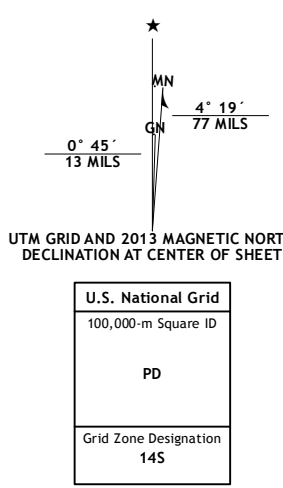 ★
MN
4° 19´
77 MILS
GN
0° 45´
13 MILS
UTM GRID AND 2013 MAGNETIC NORT
DECLINATION AT CENTER OF SHEET
U.S. National Grid
100,000-m Square ID
PD
Grid Zone Designation
14S